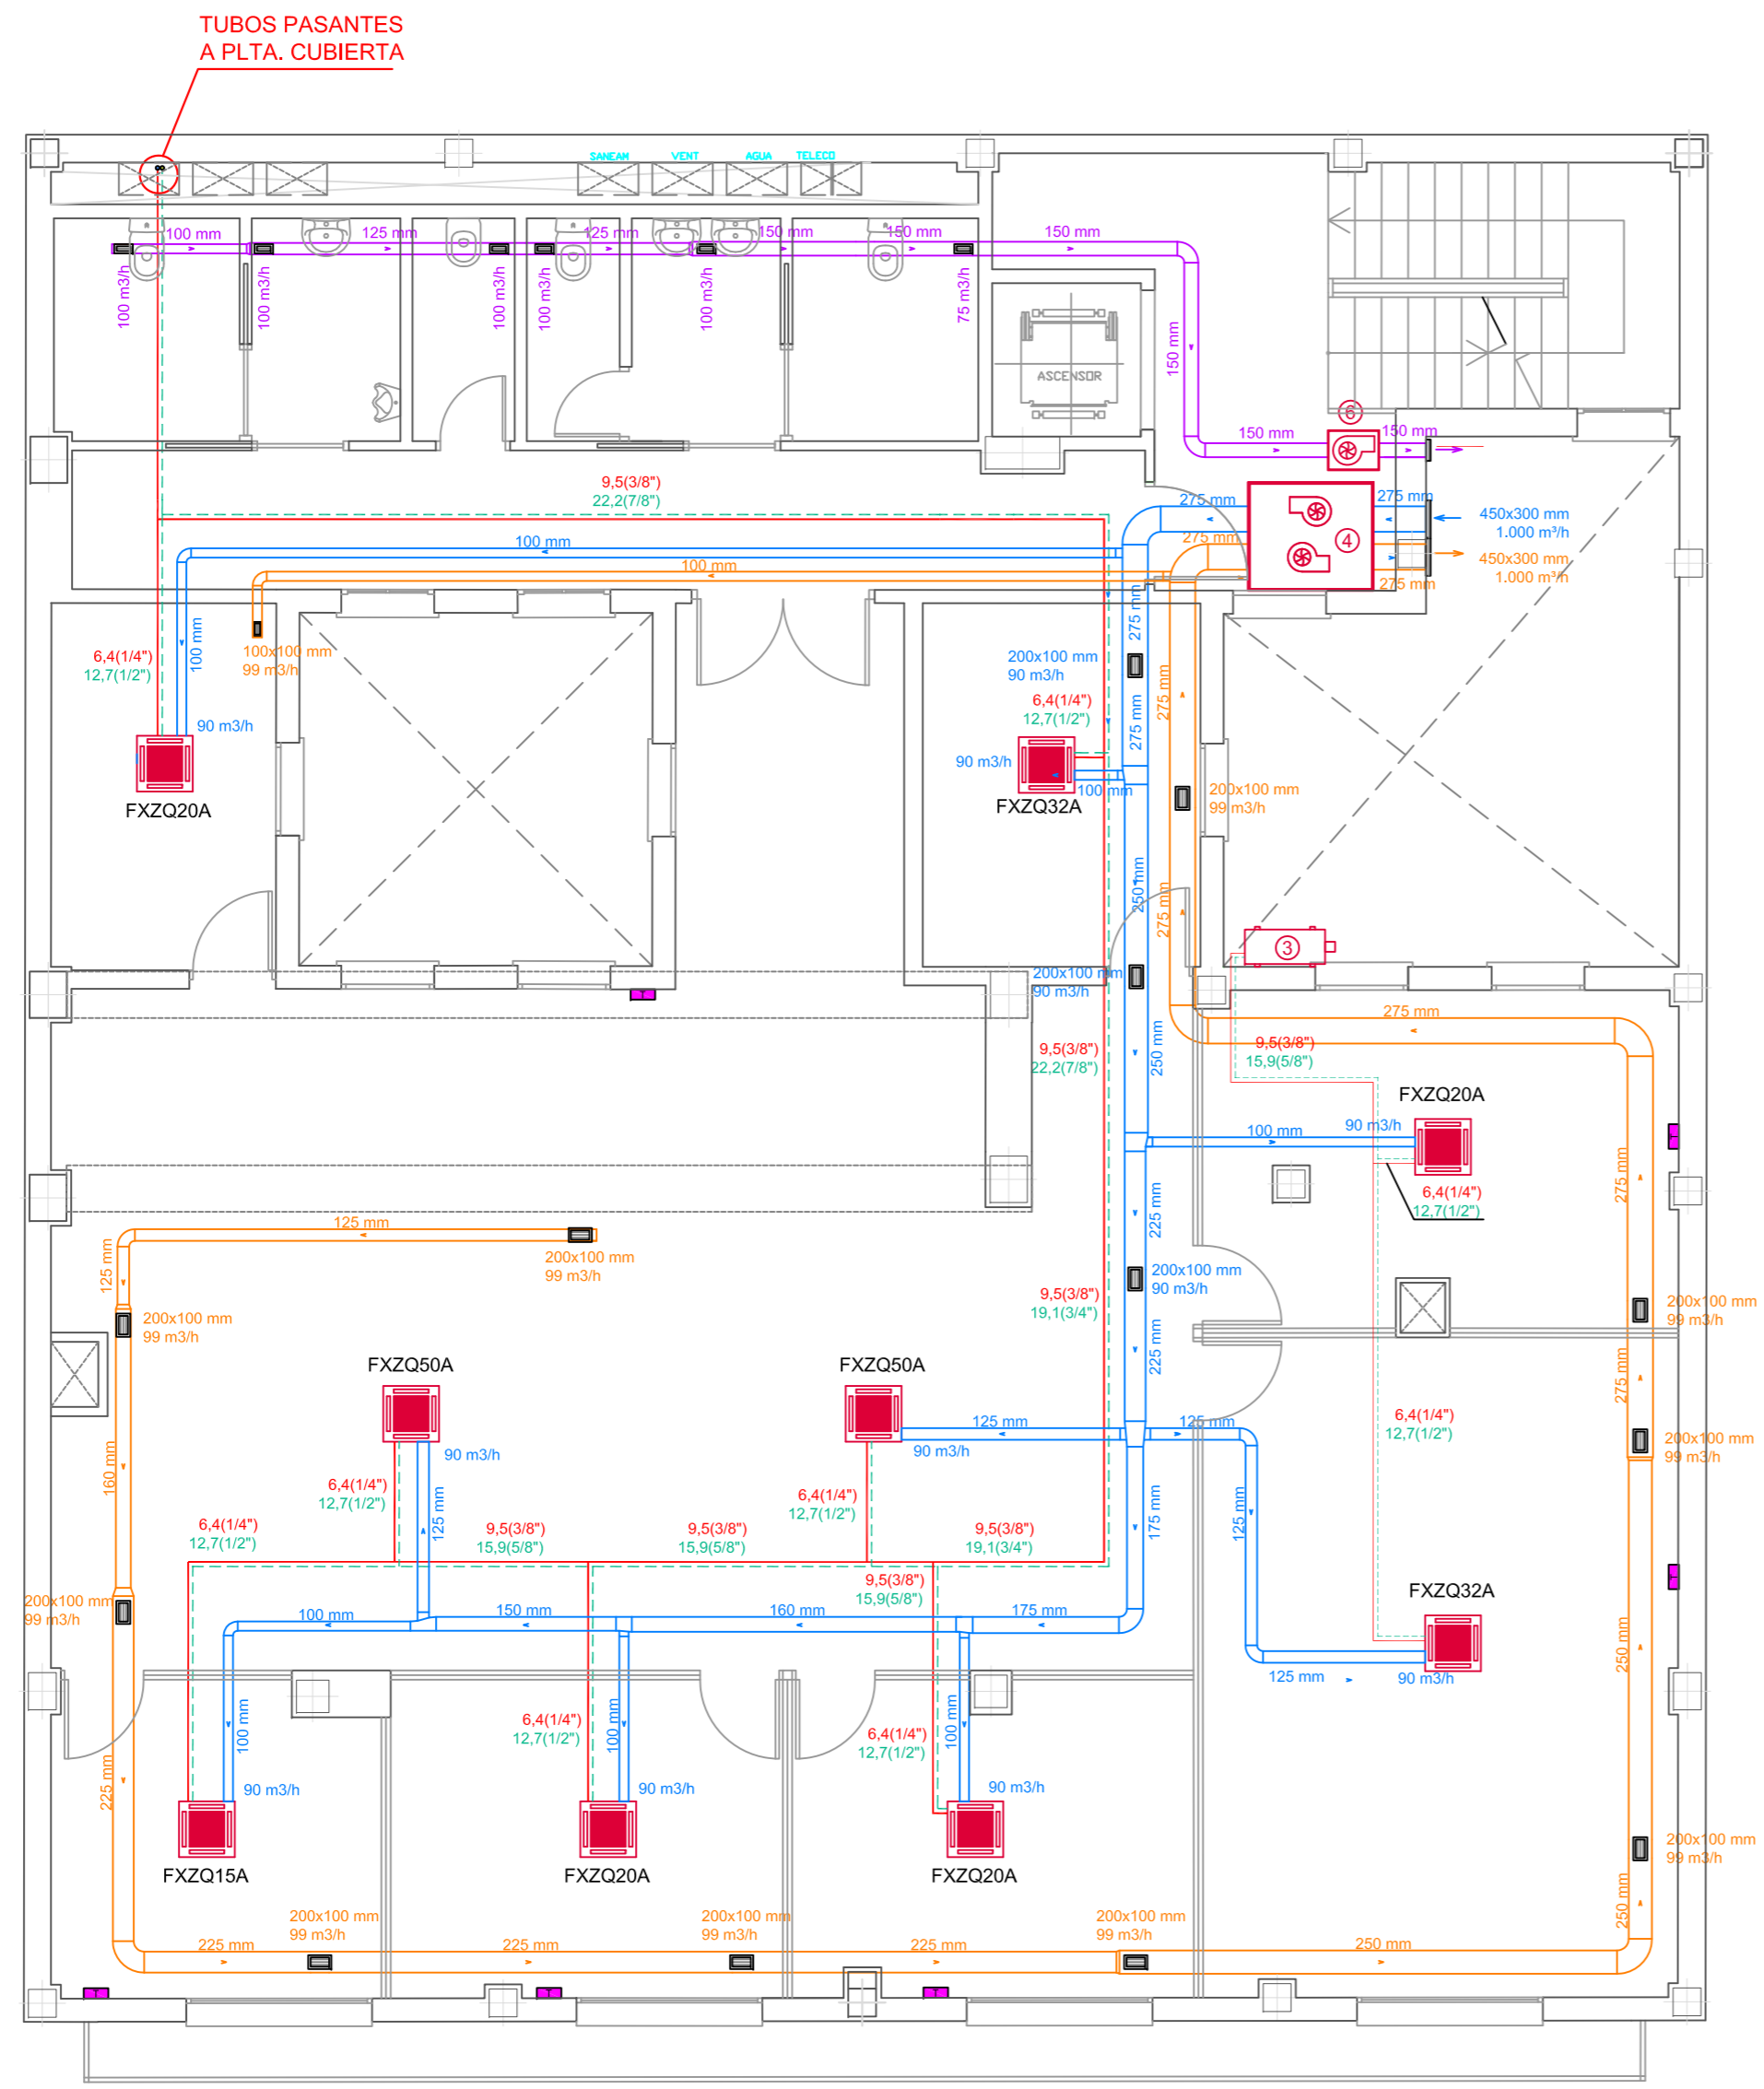 TUBOS PASANTES
A PLTA. CUBIERTA
SANEAM
VENT
AGUA
TELECO
100 mm
125 mm
125 mm
150 mm
150 mm
150 mm
100 m3/h
100 m3/h
100 m3/h
100 m3/h
100 m3/h
75 m3/h
150 mm
ASCENSOR
6
150 mm
150 mm
9,5(3/8")
22,2(7/8")
275 mm
275 mm
450x300 mm
1.000 m³/h
4
100 mm
275 mm
450x300 mm
1.000 m³/h
100 mm
275 mm
275 mm
100 mm
6,4(1/4")
12,7(1/2")
100x100 mm
99 m3/h
200x100 mm
90 m3/h
275 mm
6,4(1/4")
12,7(1/2")
275 mm
90 m3/h
90 m3/h
100 mm
200x100 mm
99 m3/h
FXZQ20A
FXZQ32A
250 mm
275 mm
3
200x100 mm
90 m3/h
275 mm
9,5(3/8")
22,2(7/8")
250 mm
9,5(3/8")
15,9(5/8")
FXZQ20A
90 m3/h
100 mm
275 mm
6,4(1/4")
12,7(1/2")
225 mm
125 mm
125 mm
200x100 mm
99 m3/h
200x100 mm
90 m3/h
9,5(3/8")
19,1(3/4")
200x100 mm
99 m3/h
200x100 mm
99 m3/h
225 mm
275 mm
FXZQ50A
FXZQ50A
6,4(1/4")
12,7(1/2")
125 mm
125 mm
90 m3/h
90 m3/h
200x100 mm
99 m3/h
160 mm
6,4(1/4")
12,7(1/2")
6,4(1/4")
12,7(1/2")
125 mm
175 mm
125 mm
6,4(1/4")
12,7(1/2")
9,5(3/8")
15,9(5/8")
9,5(3/8")
15,9(5/8")
9,5(3/8")
19,1(3/4")
9,5(3/8")
15,9(5/8")
FXZQ32A
200x100 mm
99 m3/h
100 mm
150 mm
160 mm
175 mm
250 mm
125 mm
90 m3/h
100 mm
6,4(1/4")
12,7(1/2")
100 mm
6,4(1/4")
12,7(1/2")
100 mm
225 mm
90 m3/h
90 m3/h
90 m3/h
200x100 mm
99 m3/h
FXZQ15A
FXZQ20A
FXZQ20A
250 mm
200x100 mm
99 m3/h
200x100 mm
99 m3/h
200x100 mm
99 m3/h
225 mm
225 mm
225 mm
250 mm